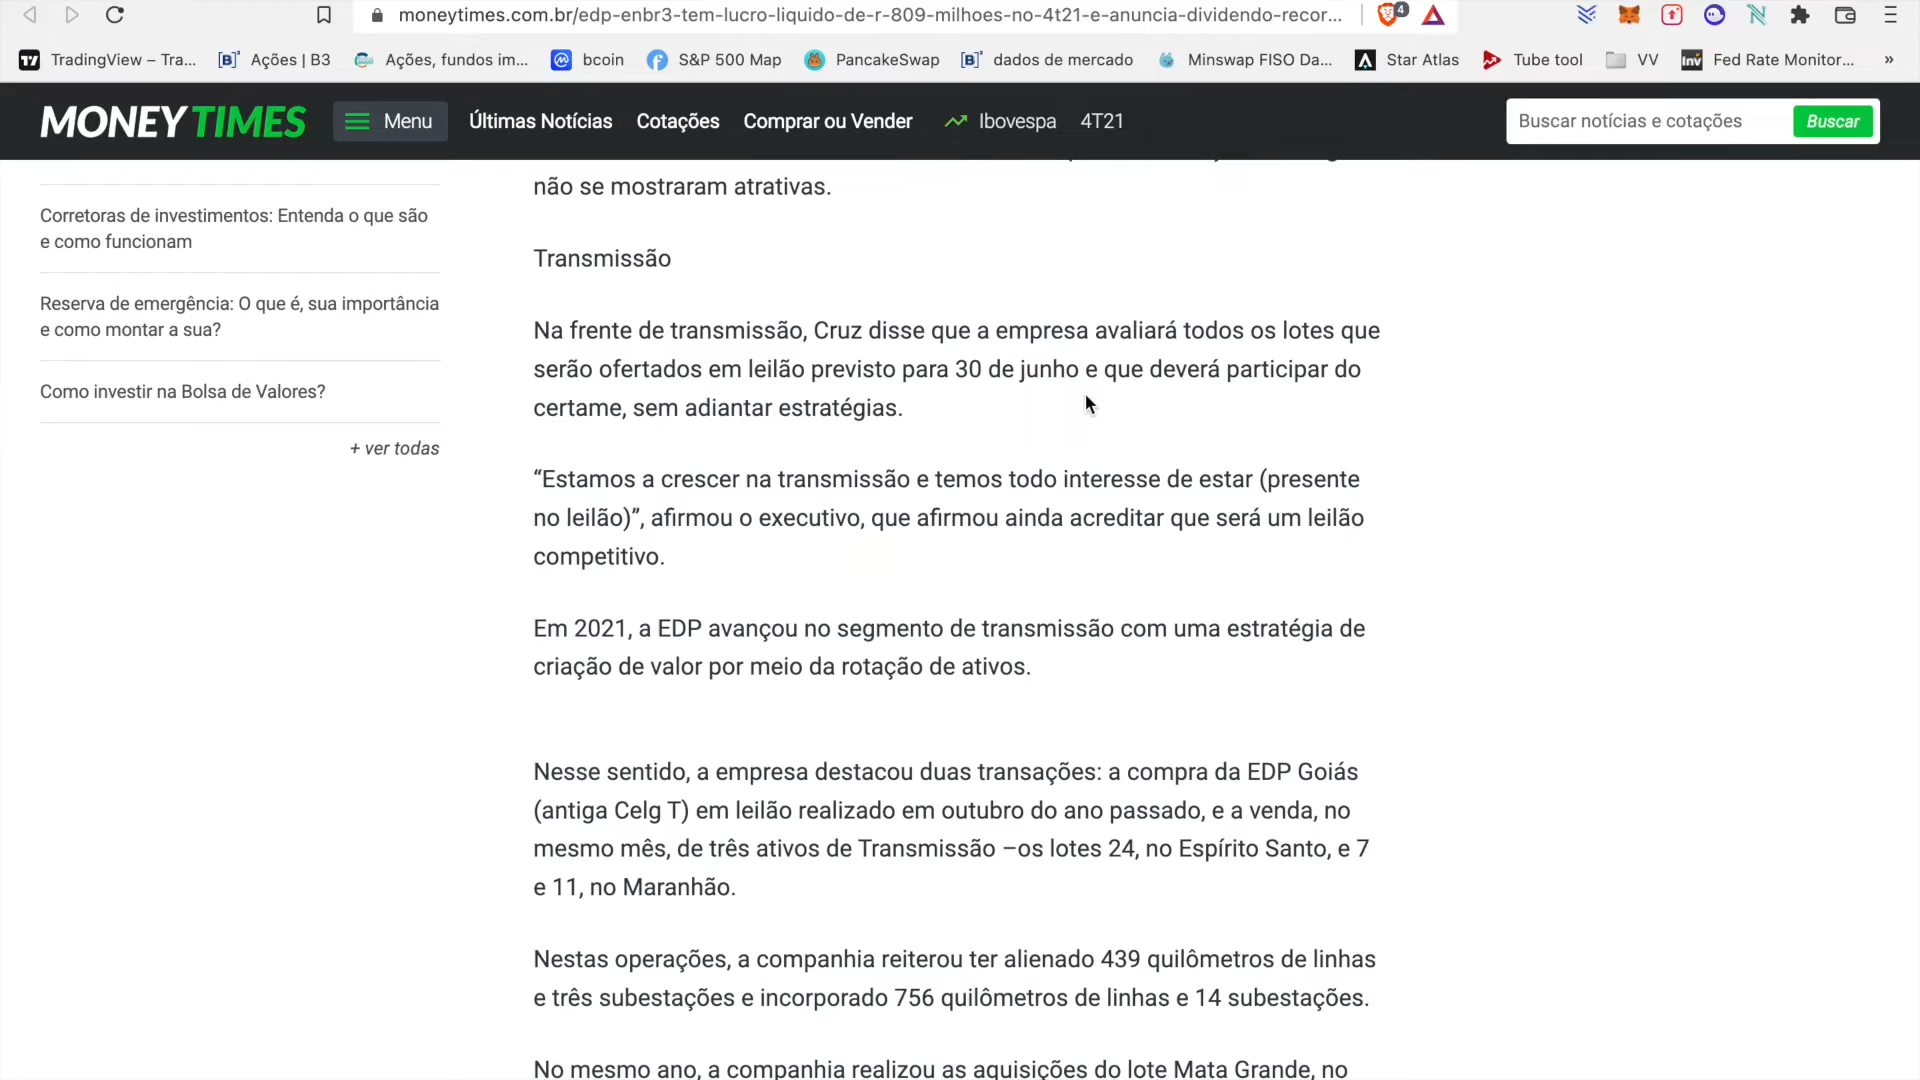 moneytimes.com.br/edp-enbr3-tem-lucro-liquido-de-r-809-milhoes-no-4t21-e-anuncia-dividendo-recor...
4
TradingView – Tra...
Ações | B3
Ações, fundos im...
bcoin
S&P 500 Map
PancakeSwap
dados de mercado
Minswap FISO Da...
Star Atlas
Tube tool
VV
Inv
Fed Rate Monitor...
»
MONEY TIMES
Menu
Últimas Notícias
Cotações
Comprar ou Vender
Ibovespa
4T21
Buscar notícias e cotações
Buscar
Corretoras de investimentos: Entenda o que são
e como funcionam
Reserva de emergência: O que é, sua importância
e como montar a sua?
Como investir na Bolsa de Valores?
+ ver todas
não se mostraram atrativas.
Transmissão
Na frente de transmissão, Cruz disse que a empresa avaliará todos os lotes que
serão ofertados em leilão previsto para 30 de junho e que deverá participar do
certame, sem adiantar estratégias.
“Estamos a crescer na transmissão e temos todo interesse de estar (presente
no leilão)”, afirmou o executivo, que afirmou ainda acreditar que será um leilão
competitivo.
Em 2021, a EDP avançou no segmento de transmissão com uma estratégia de
criação de valor por meio da rotação de ativos.
Nesse sentido, a empresa destacou duas transações: a compra da EDP Goiás
(antiga Celg T) em leilão realizado em outubro do ano passado, e a venda, no
mesmo mês, de três ativos de Transmissão –os lotes 24, no Espírito Santo, e 7
e 11, no Maranhão.
Nestas operações, a companhia reiterou ter alienado 439 quilômetros de linhas
e três subestações e incorporado 756 quilômetros de linhas e 14 subestações.
No mesmo ano, a companhia realizou as aquisições do lote Mata Grande, no